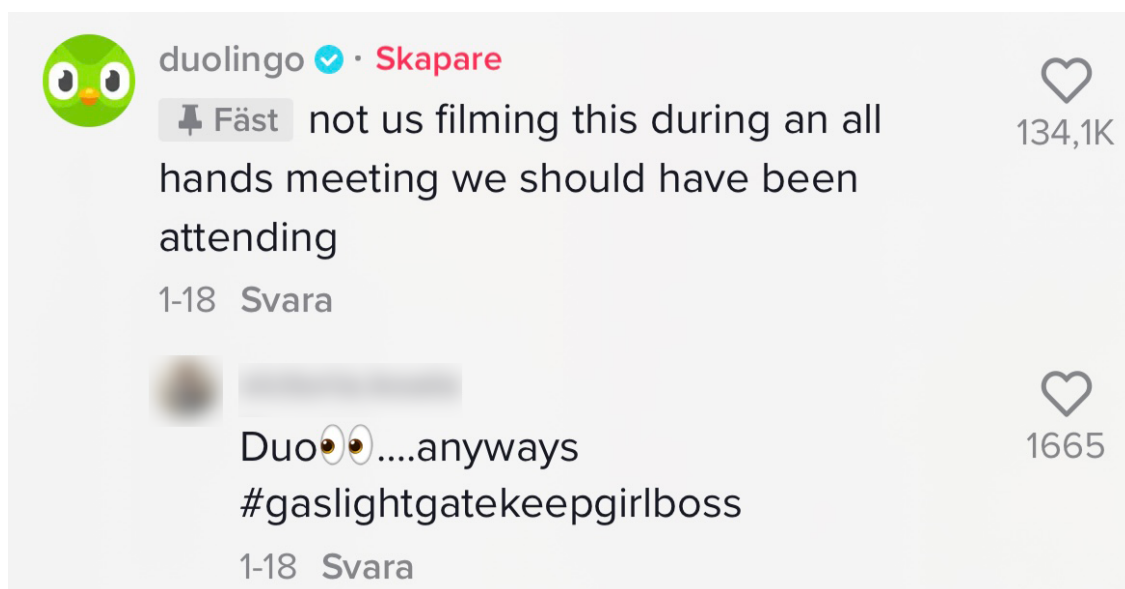 duolingo · Skapare
Fäst not us filming this during an all
hands meeting we should have been
attending
134,1K
1-18 Svara
Duo👀....anyways
#gaslightgatekeepgirlboss
1665
1-18 Svara